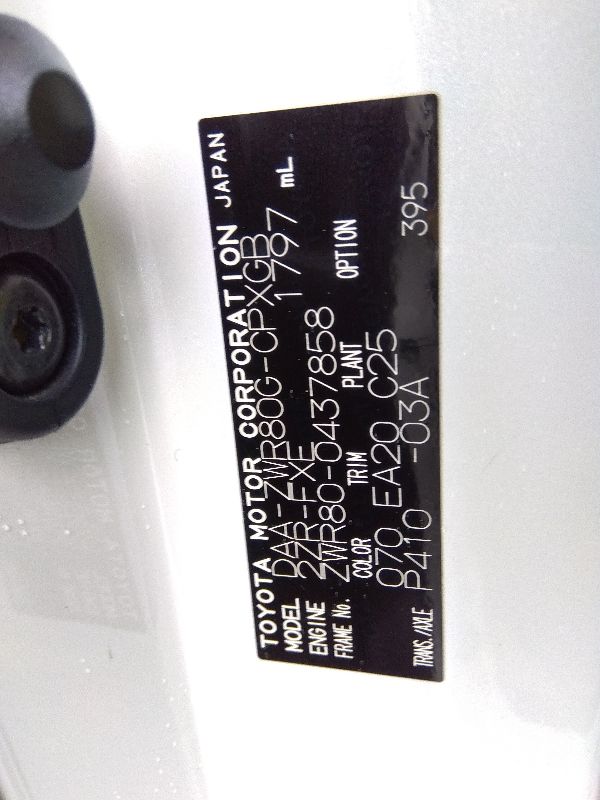 TOYOTA MOTOR CORPORATION JAPAN
MODEL DAA-ZWR80G-CPXGB
ENGINE 2ZR-FXE 1797 mL
FRAME No. ZWR80-0437858
COLOR TRIM PLANT OPTION
070 EA20 C25
TRANS./AXLE P410 -03A 395